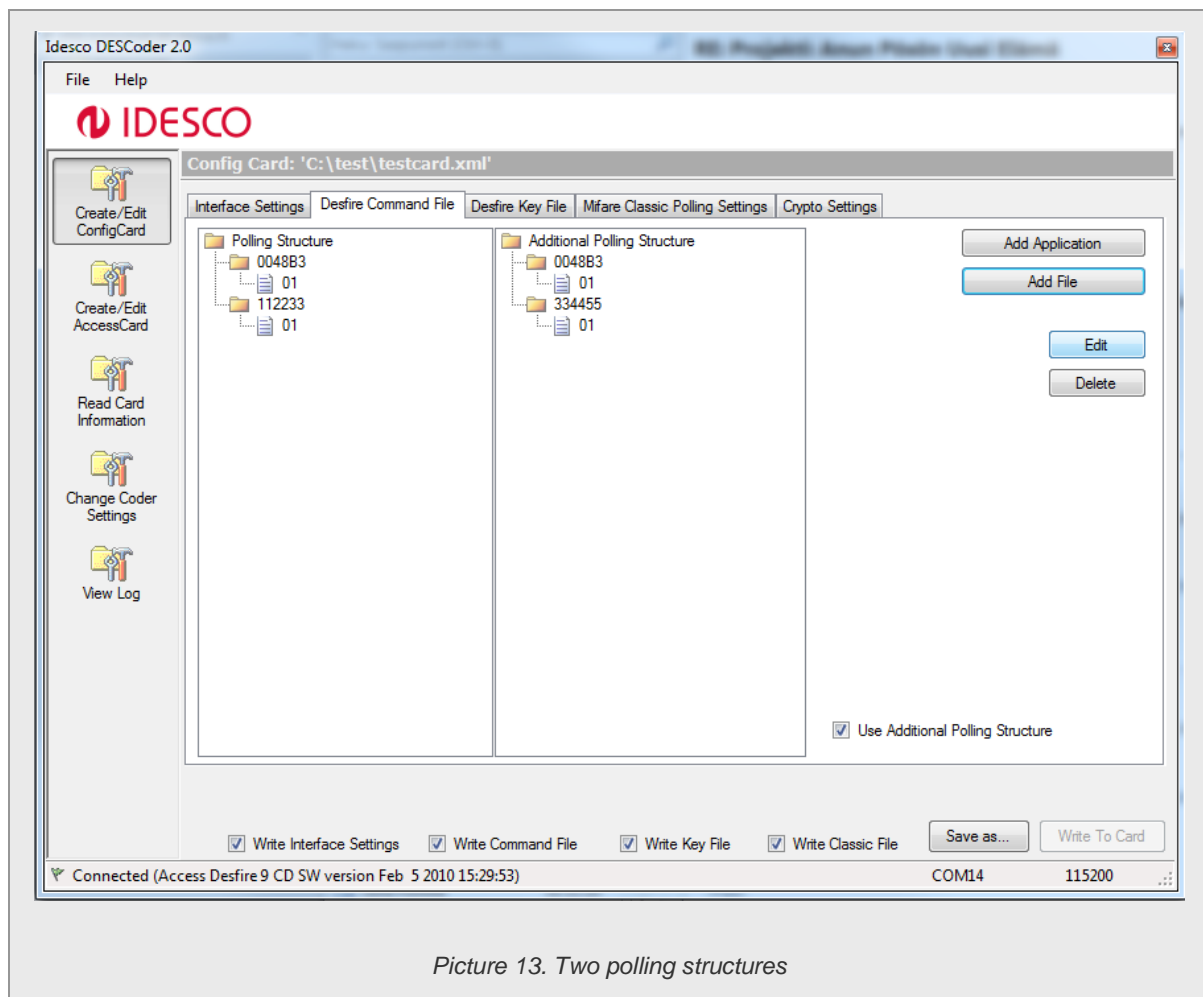 Idesco DESCoder 2.0
File Help
IDESCO
Config Card: 'C:\test\testcard.xml'
Create/Edit
ConfigCard
Create/Edit
AccessCard
Read Card
Information
Change Coder
Settings
View Log
Interface Settings Desfire Command File Desfire Key File Mifare Classic Polling Settings Crypto Settings
Polling Structure
0048B3
01
112233
01
Additional Polling Structure
0048B3
01
334455
01
Add Application
Add File
Edit
Delete
Use Additional Polling Structure
Write Interface Settings Write Command File Write Key File Write Classic File Save as... Write To Card
Connected (Access Desfire 9 CD SW version Feb 5 2010 15:29:53) COM14 115200
Picture 13. Two polling structures